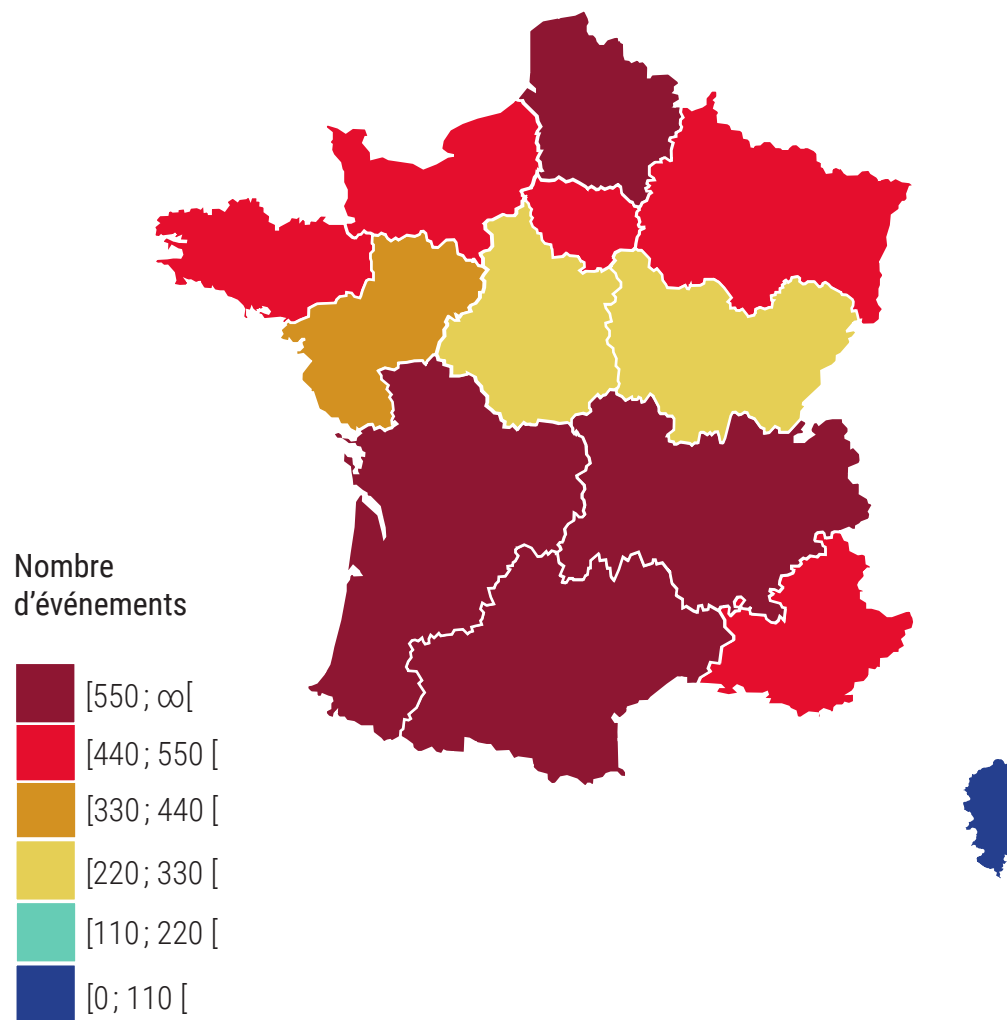 Nombre
d’événements
[550 ; ∞[
[440 ; 550 [
[330 ; 440 [
[220 ; 330 [
[110 ; 220 [
[0 ; 110 [